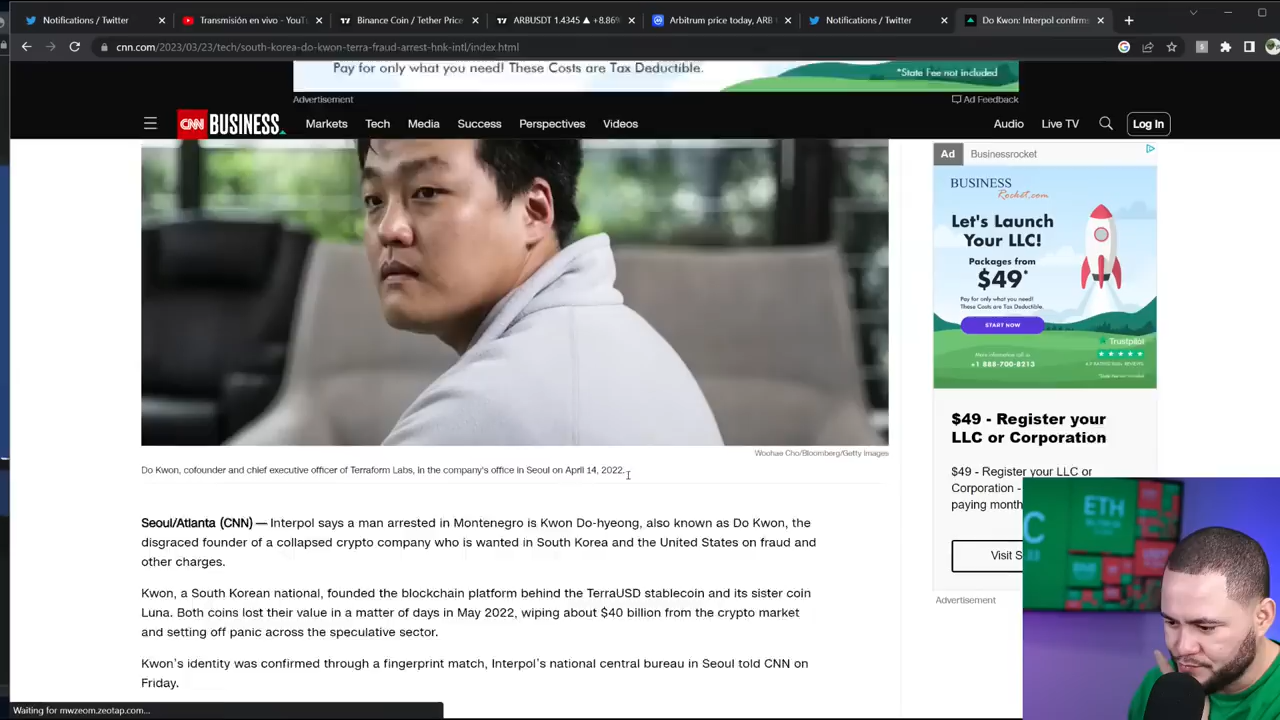 Notifications / Twitter
Transmisión en vivo - YouT
Binance Coin / Tether Price
ARBUSDT 1.4345 ▲ +8.86%
Arbitrum price today, ARB
Notifications / Twitter
Do Kwon: Interpol confirms
cnn.com/2023/03/23/tech/south-korea-do-kwon-terra-fraud-arrest-hnk-intl/index.html
Pay for only what you need! These Costs are Tax Deductible.
*State Fee not included
Advertisement
Ad Feedback
CNN BUSINESS
Markets
Tech
Media
Success
Perspectives
Videos
Audio
Live TV
Log In
Ad
Businessrocket
BUSINESS
Rocket.com
Let's Launch
Your LLC!
Packages from
$49*
Pay for only what you need!
These Costs are Tax Deductible.
START NOW
Trustpilot
More information call us
+1 888-700-8213
Woohae Cho/Bloomberg/Getty Images
Do Kwon, cofounder and chief executive officer of Terraform Labs, in the company's office in Seoul on April 14, 2022.
$49 - Register your
LLC or Corporation
$49 - Register your LLC or
Corporation -
paying month
Visit S
Advertisement
Seoul/Atlanta (CNN) — Interpol says a man arrested in Montenegro is Kwon Do-hyeong, also known as Do Kwon, the
disgraced founder of a collapsed crypto company who is wanted in South Korea and the United States on fraud and
other charges.
Kwon, a South Korean national, founded the blockchain platform behind the TerraUSD stablecoin and its sister coin
Luna. Both coins lost their value in a matter of days in May 2022, wiping about $40 billion from the crypto market
and setting off panic across the speculative sector.
Kwon's identity was confirmed through a fingerprint match, Interpol's national central bureau in Seoul told CNN on
Friday.
ETH
Waiting for mwzeom.zeotap.com...